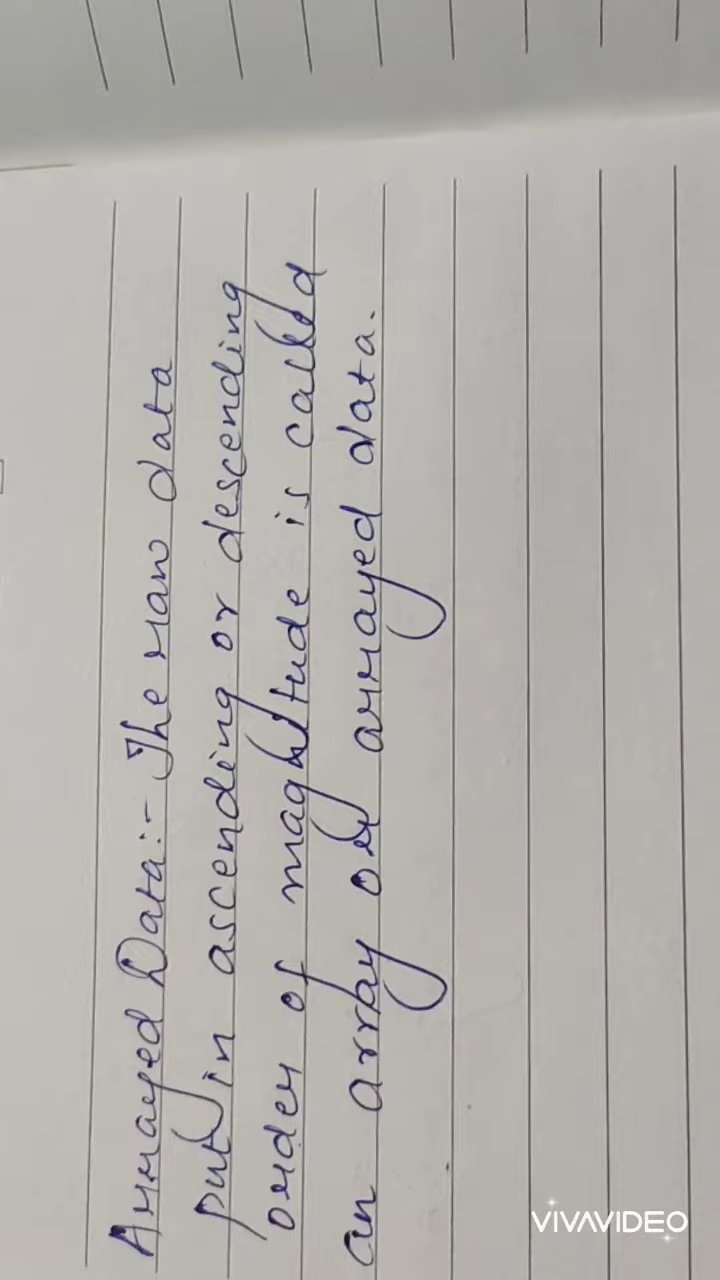 Arrayed Data:- The raw data
put in ascending or descending
order of magnitude is called
an array or arrayed data.
VIVAVIDEO